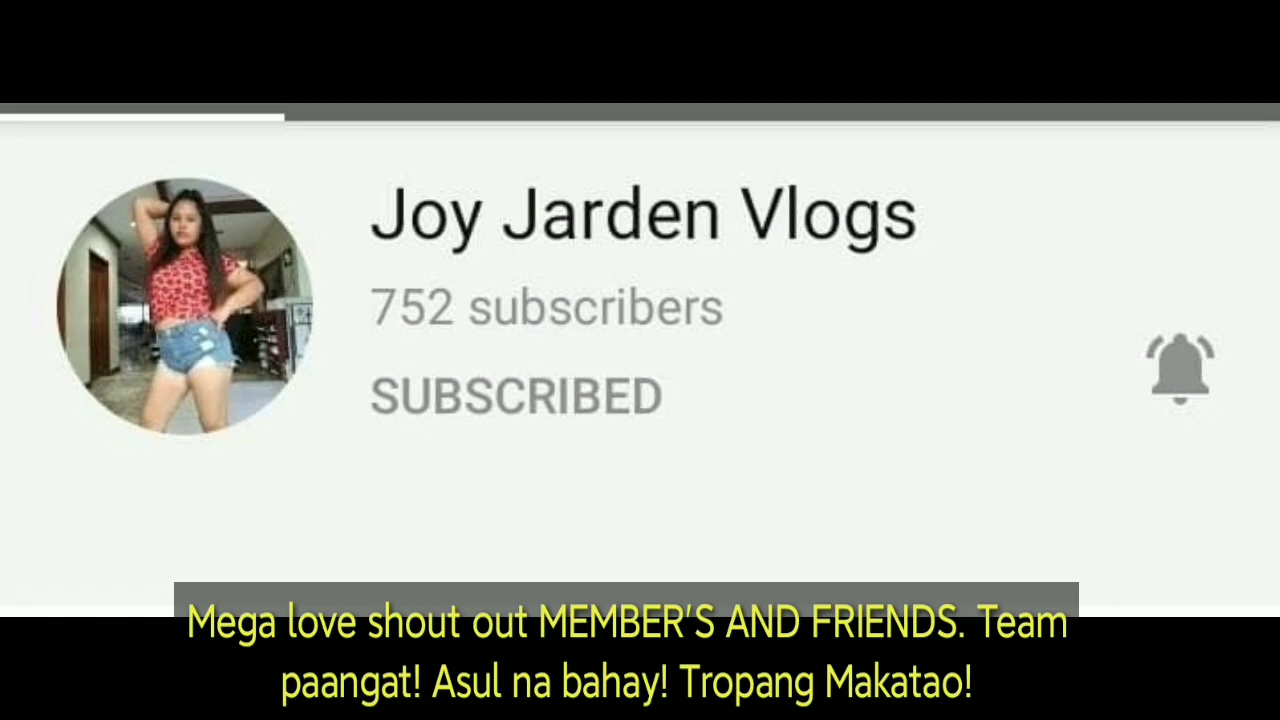 Joy Jarden Vlogs
752 subscribers
SUBSCRIBED
Mega love shout out MEMBER'S AND FRIENDS. Team
paangat! Asul na bahay! Tropang Makatao!